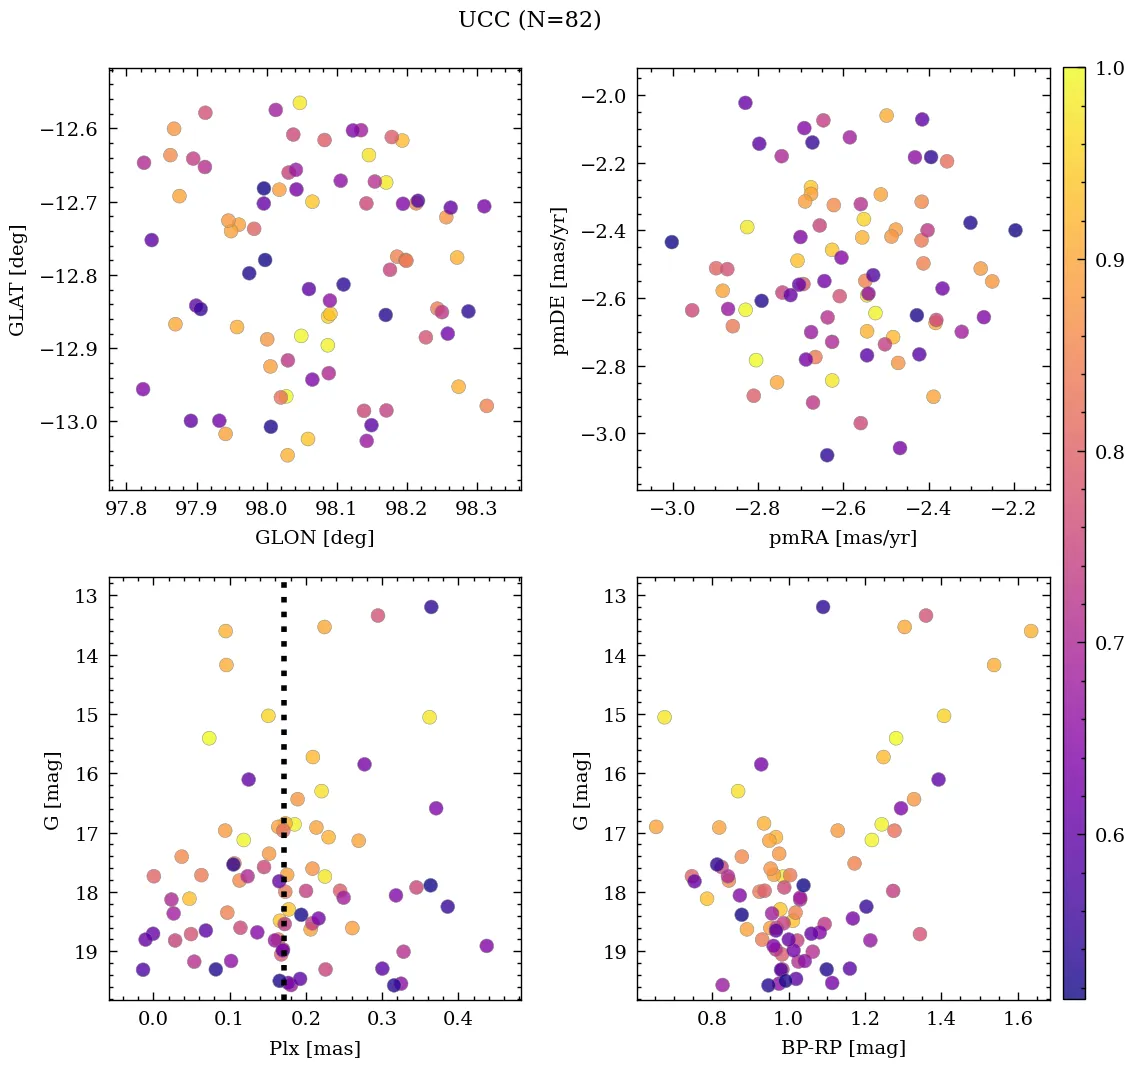 UCC (N=82)
−12.6
−12.7
−12.8
−12.9
−13.0
GLAT [deg]
97.8 97.9 98.0 98.1 98.2 98.3
GLON [deg]
−2.0
−2.2
−2.4
−2.6
−2.8
−3.0
pmDE [mas/yr]
−3.0 −2.8 −2.6 −2.4 −2.2
pmRA [mas/yr]
1.0
0.9
0.8
0.7
0.6
13
14
15
16
17
18
19
G [mag]
0.0 0.1 0.2 0.3 0.4
Plx [mas]
13
14
15
16
17
18
19
G [mag]
0.8 1.0 1.2 1.4 1.6
BP-RP [mag]